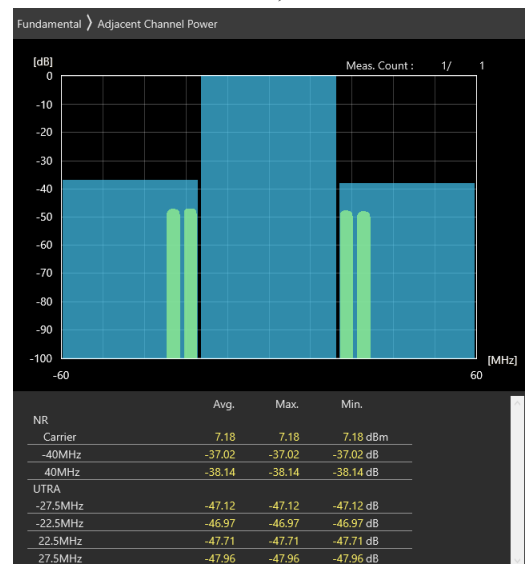 Fundamental 〉 Adjacent Channel Power
[dB]
Meas. Count : 1/ 1
0
-10
-20
-30
-40
-50
-60
-70
-80
-90
-100
[MHz]
-60 60
Avg. Max. Min.
NR
Carrier 7.18 7.18 7.18 dBm
-40MHz -37.02 -37.02 -37.02 dB
40MHz -38.14 -38.14 -38.14 dB
UTRA
-27.5MHz -47.12 -47.12 -47.12 dB
-22.5MHz -46.97 -46.97 -46.97 dB
22.5MHz -47.71 -47.71 -47.71 dB
27.5MHz -47.96 -47.96 -47.96 dB